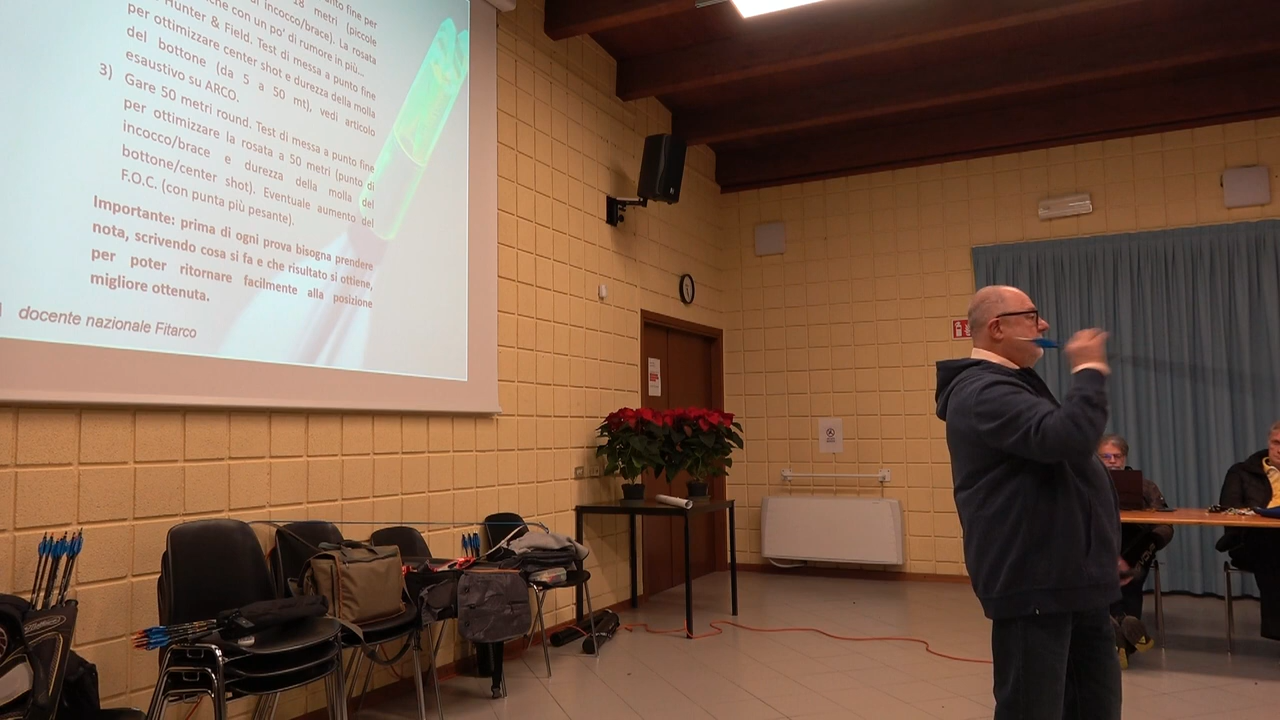 fine per
18 metri (piccole
di incocco/brace). La rosata
che con un po' di rumore in più...
Hunter & Field. Test di messa a punto fine
per ottimizzare center shot e durezza della molla
del bottone (da 5 a 50 mt), vedi articolo
esaustivo su ARCO.
3) Gare 50 metri round. Test di messa a punto fine
per ottimizzare la rosata a 50 metri (punto di
incocco/brace e durezza della molla del
bottone/center shot). Eventuale aumento del
F.O.C. (con punta più pesante).
Importante: prima di ogni prova bisogna prendere
nota, scrivendo cosa si fa e che risultato si ottiene,
per poter ritornare facilmente alla posizione
migliore ottenuta.
docente nazionale Fitarco